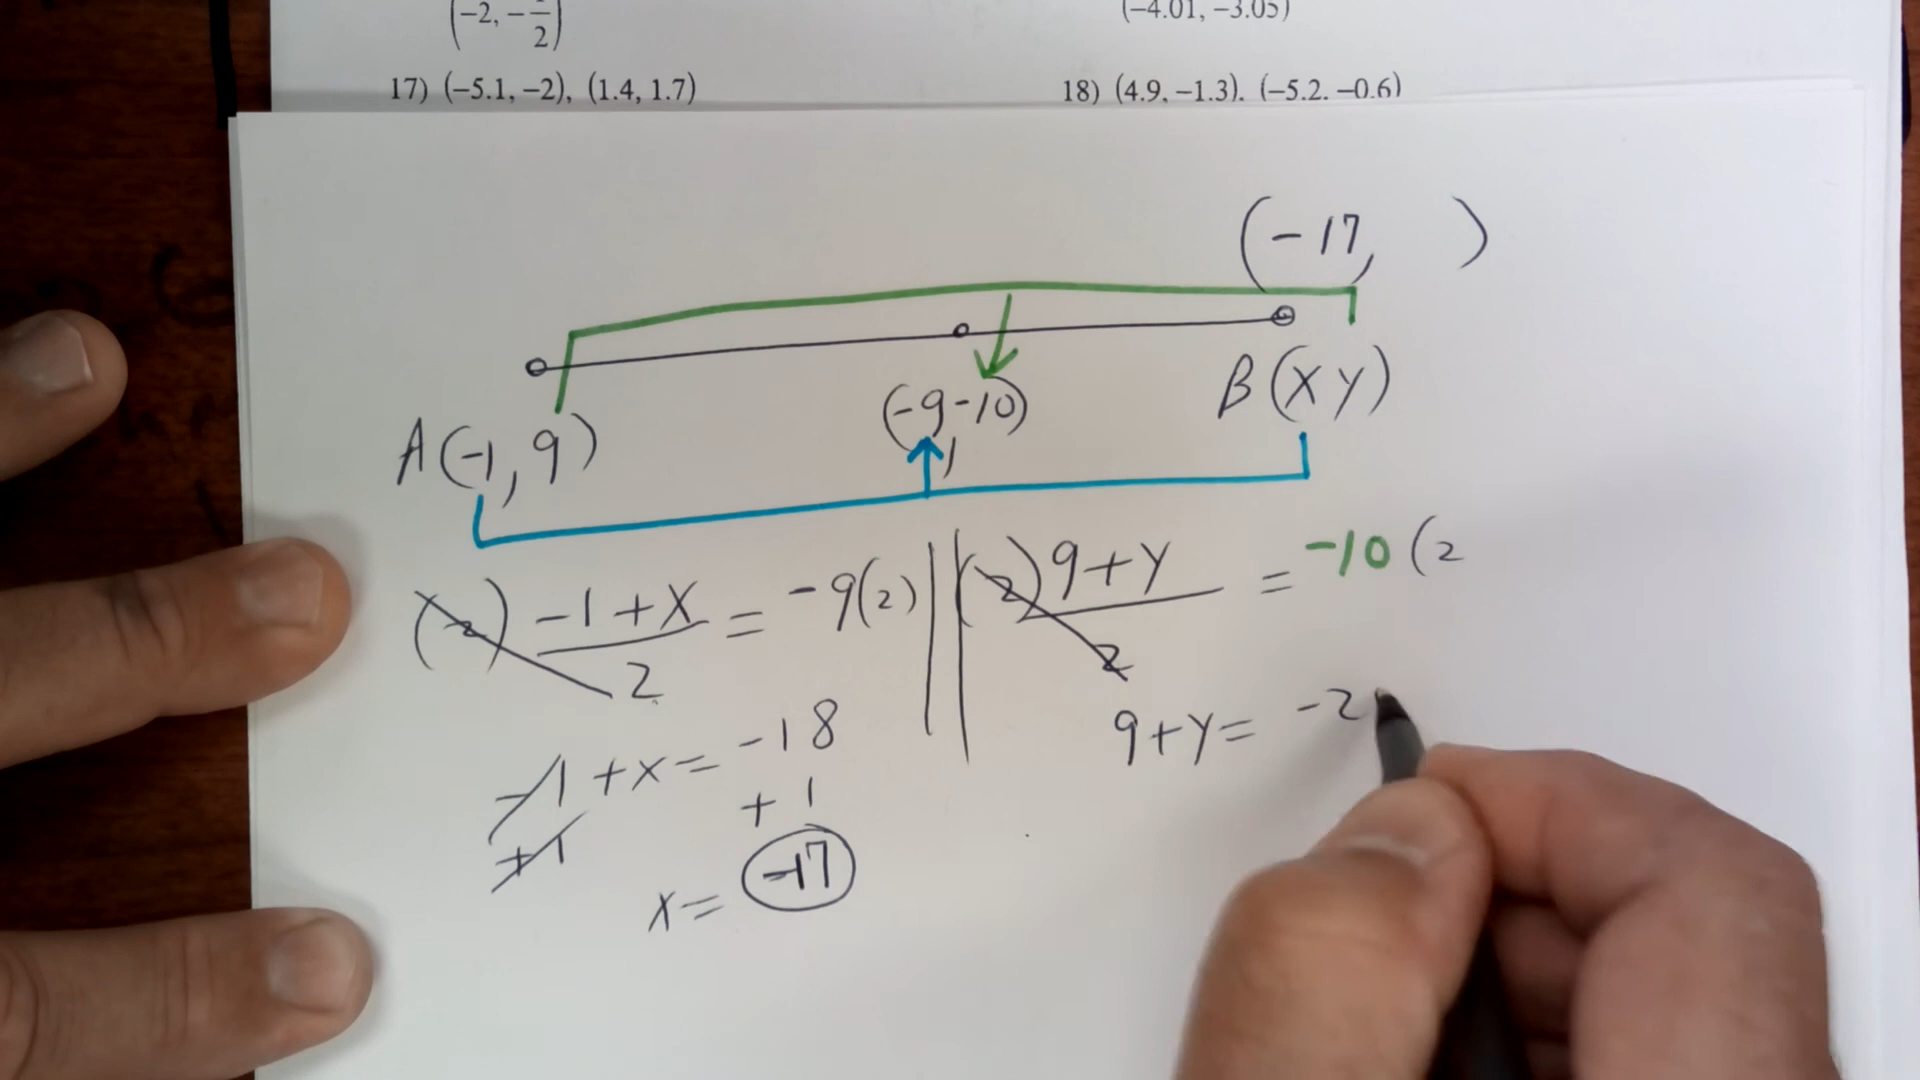 (−2, −/2)
(−4.01, −3.05)
17) (−5.1, −2), (1.4, 1.7)
18) (4.9, −1.3). (−5.2. −0.6)
(-17, )
B(x y)
(-9 -10)
,
A(-1, 9)
(2) 9+y/2 = -10 (2
(2) -1+x/2 = -9(2)
9+y= -2
-1+x= -18
+1 +1
x= -17